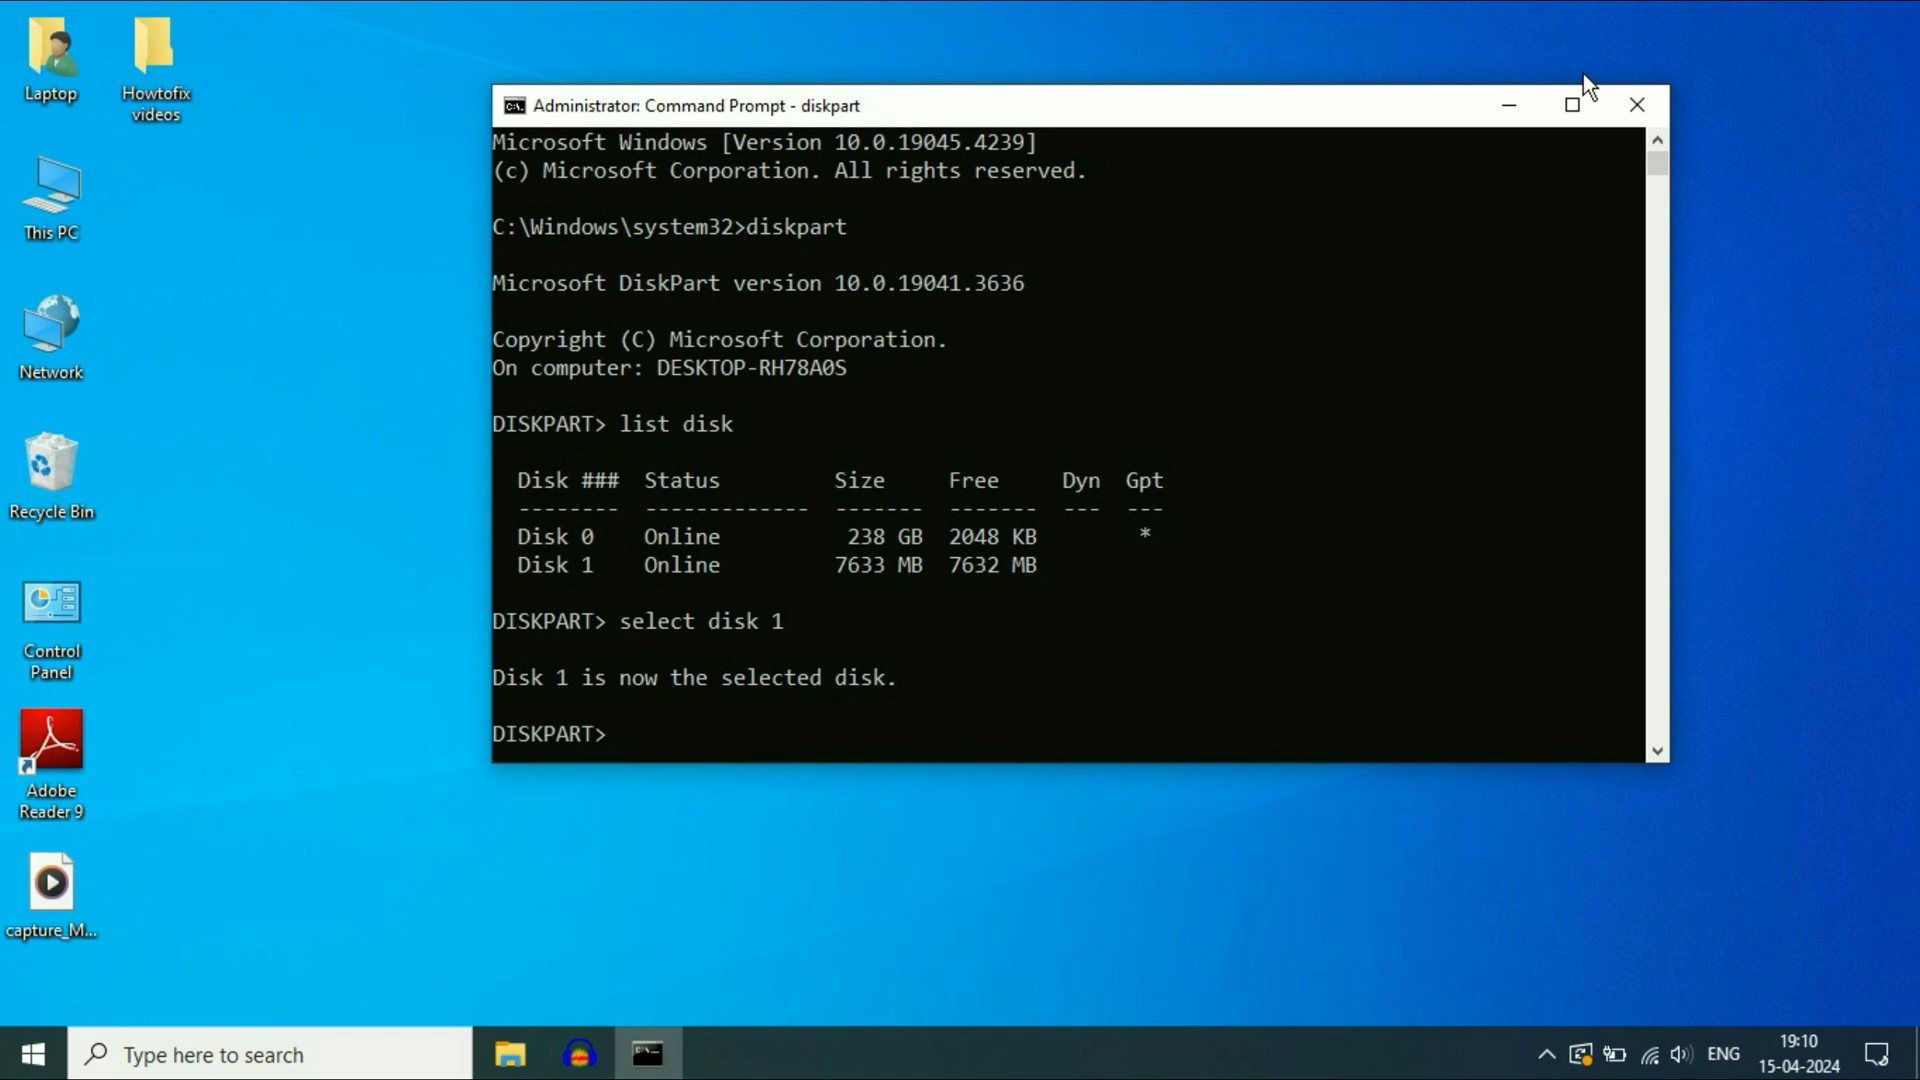 Laptop
Howtofix
videos
This PC
Network
Recycle Bin
Control
Panel
Adobe
Reader 9
capture_M...
Administrator: Command Prompt - diskpart
Microsoft Windows [Version 10.0.19045.4239]
(c) Microsoft Corporation. All rights reserved.
C:\Windows\system32>diskpart
Microsoft DiskPart version 10.0.19041.3636
Copyright (C) Microsoft Corporation.
On computer: DESKTOP-RH78A0S
DISKPART> list disk
Disk ### Status Size Free Dyn Gpt
-------- ------------- ------- ------- --- ---
Disk 0 Online 238 GB 2048 KB *
Disk 1 Online 7633 MB 7632 MB
DISKPART> select disk 1
Disk 1 is now the selected disk.
DISKPART>
Type here to search
ENG
19:10
15-04-2024